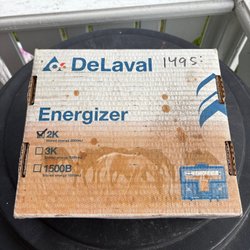 DeLaval
1495:
Energizer
2K
3K
1500B